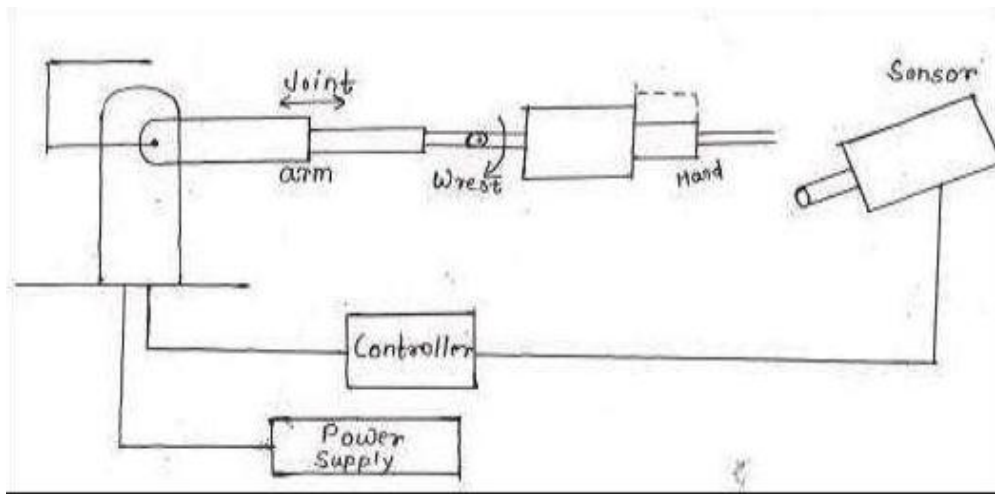 Joint
Sensor
arm
Wrest
Hand
Controller
Power
Supply